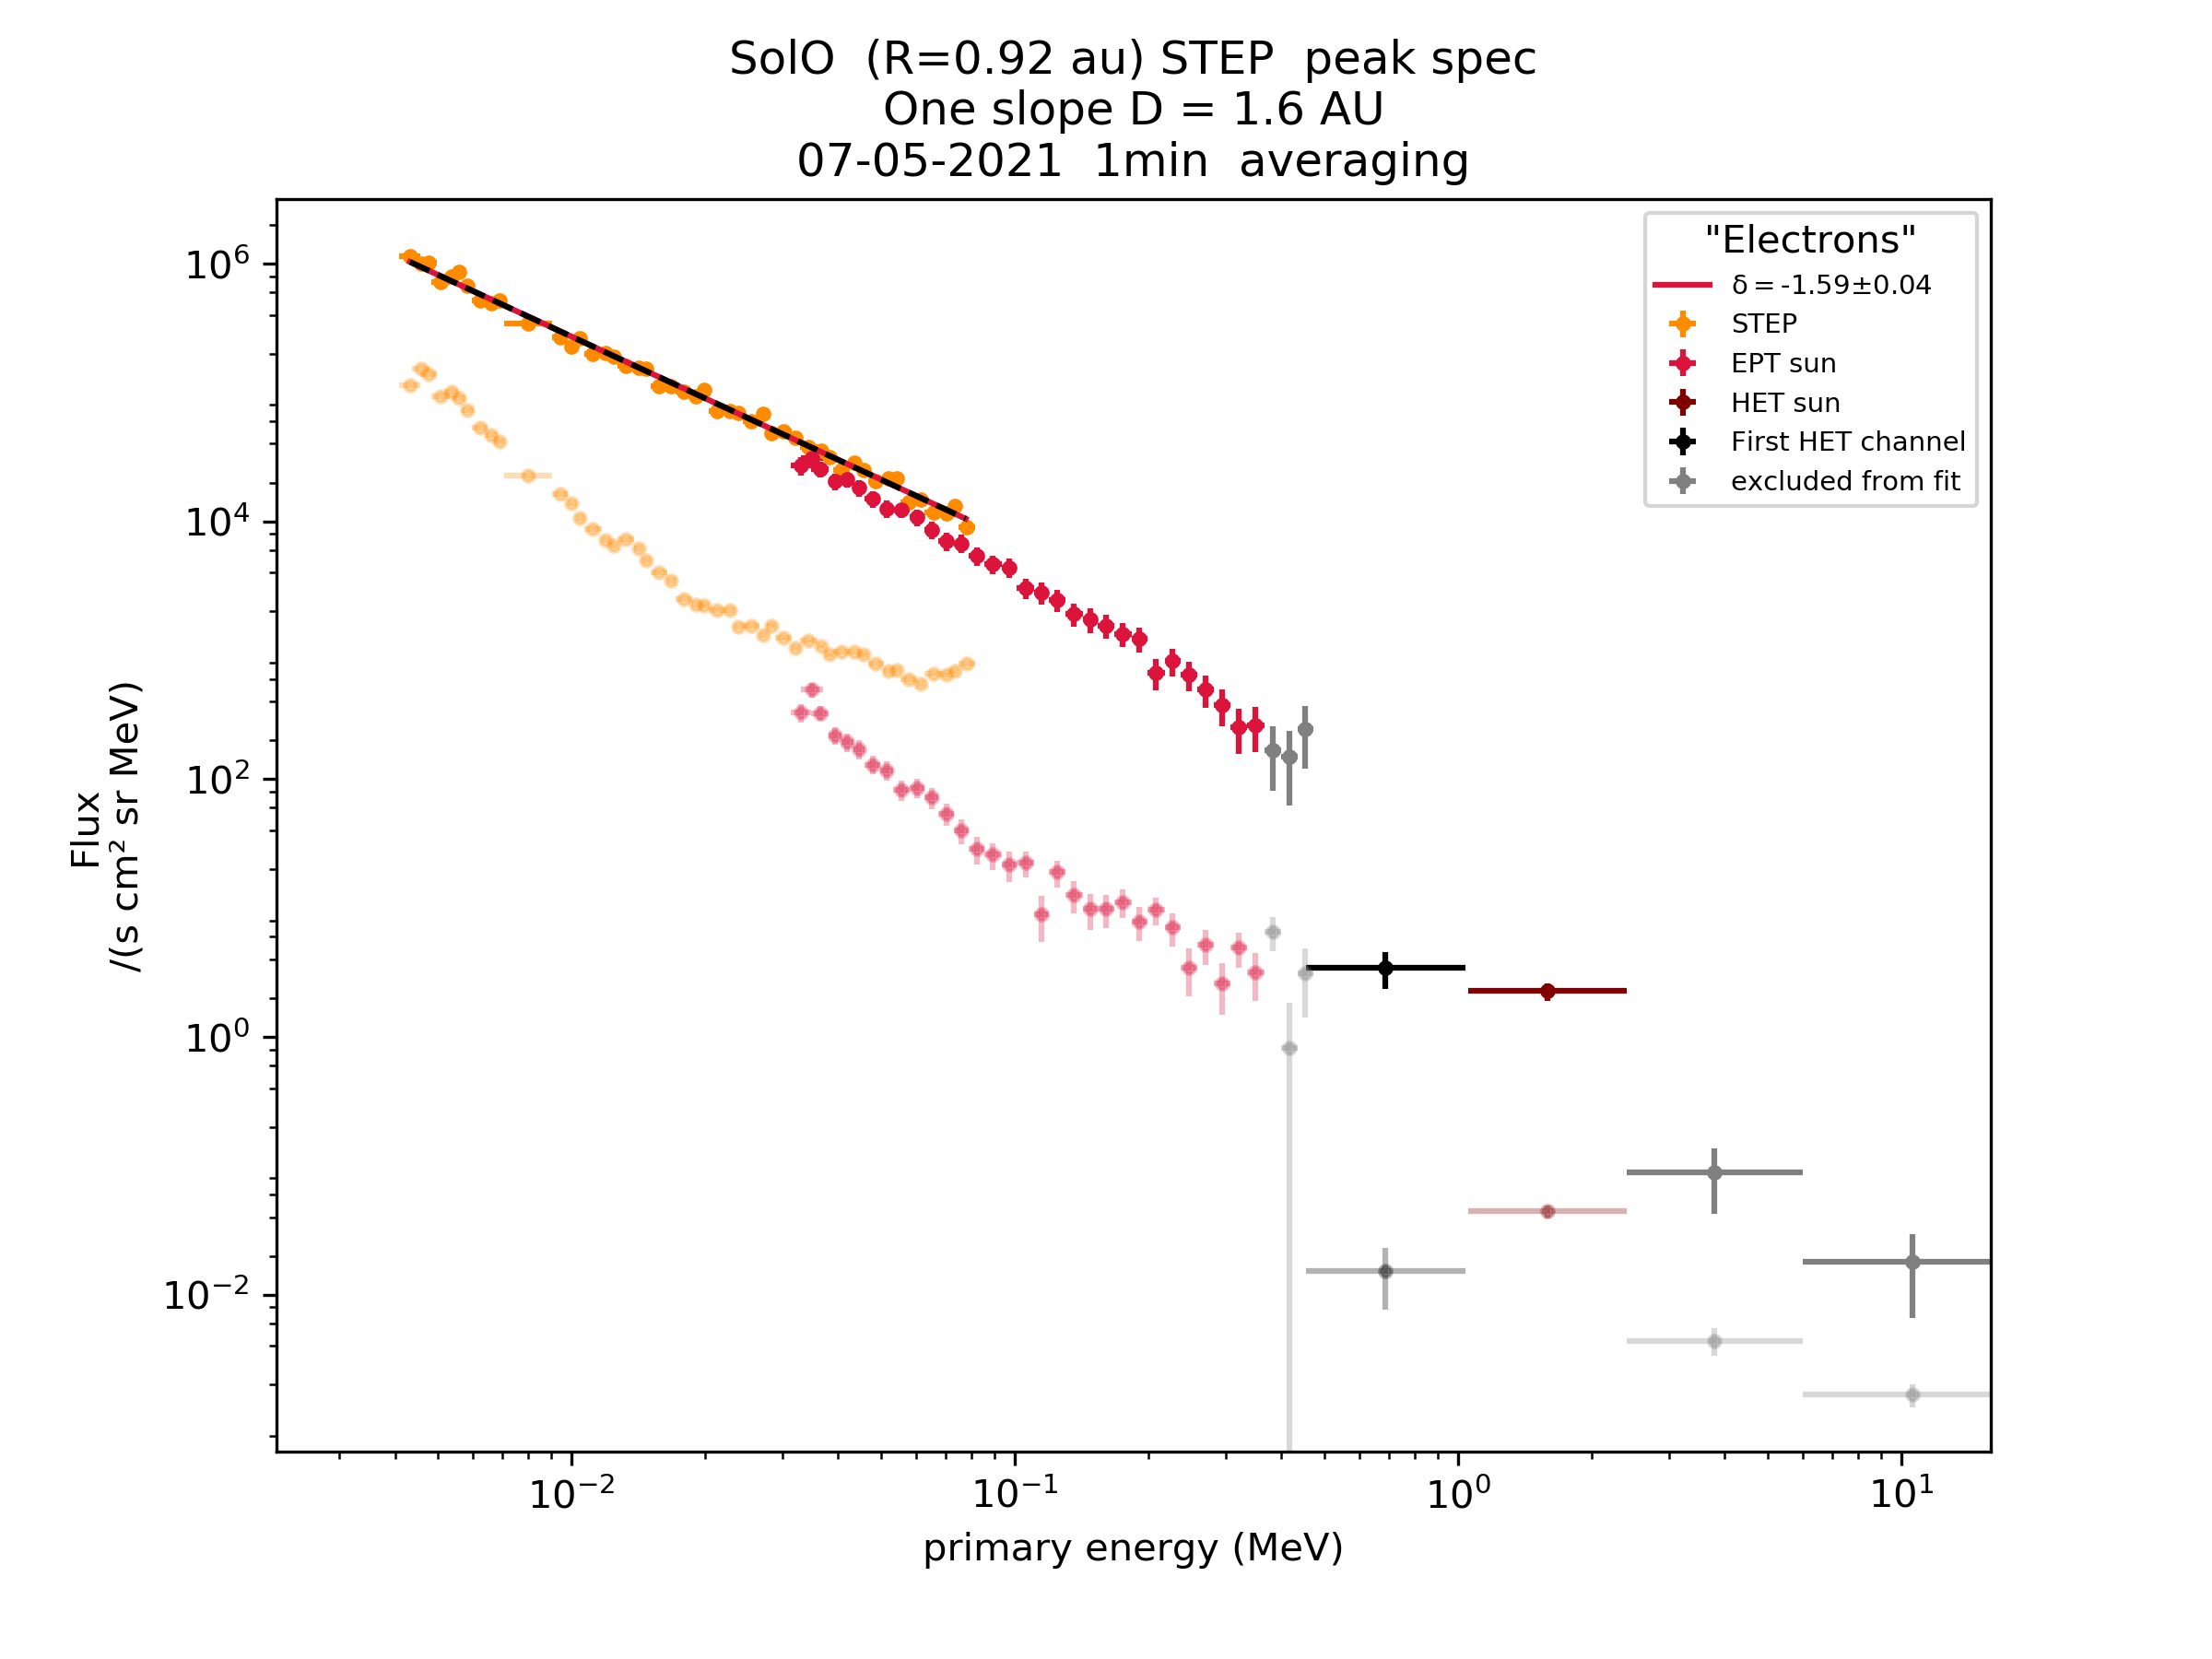 SolO  (R=0.92 au) STEP  peak spec
One slope D = 1.6 AU
07-05-2021  1min  averaging
"Electrons"
δ = -1.59±0.04
STEP
EPT sun
HET sun
First HET channel
excluded from fit
10⁶
10⁴
10²
10⁰
10⁻²
Flux
/(s cm² sr MeV)
10⁻² 10⁻¹ 10⁰ 10¹
primary energy (MeV)